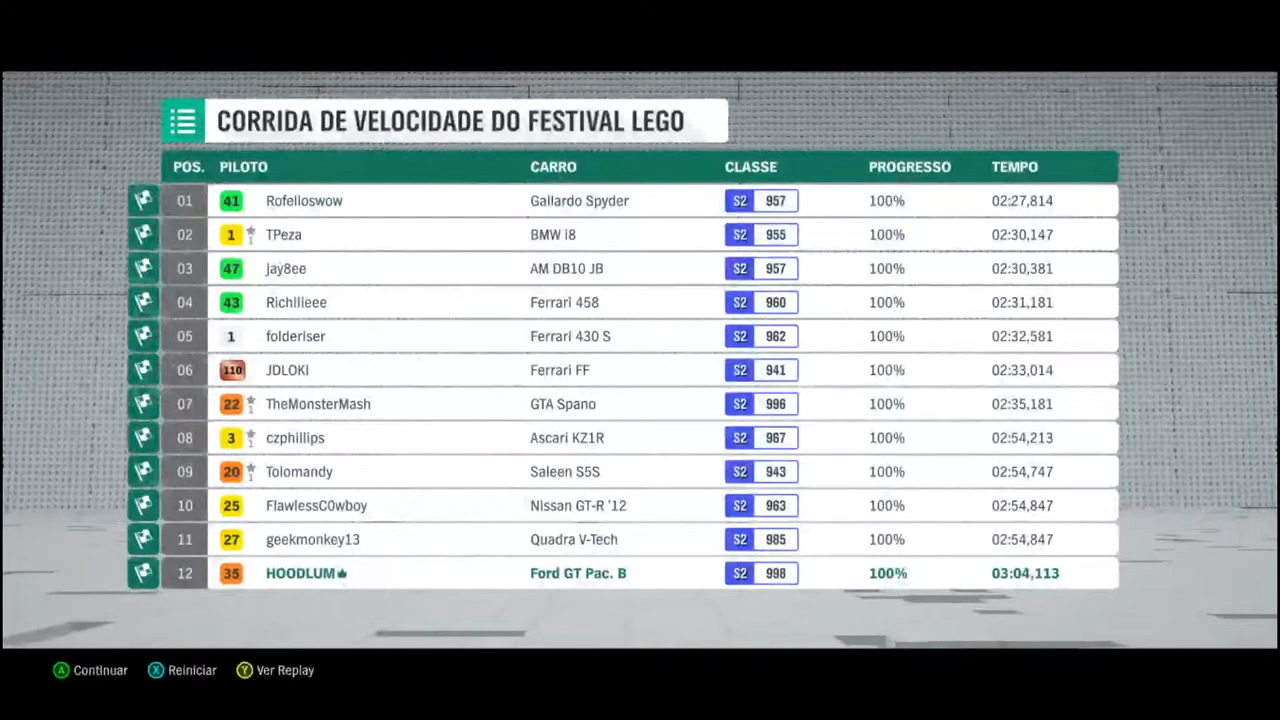 CORRIDA DE VELOCIDADE DO FESTIVAL LEGO
POS. PILOTO CARRO CLASSE PROGRESSO TEMPO
01 41 Rofelloswow Gallardo Spyder S2 957 100% 02:27,814
02 1 1 TPeza BMW i8 S2 955 100% 02:30,147
03 47 Jay8ee AM DB10 JB S2 957 100% 02:30,381
04 43 Richilieee Ferrari 458 S2 960 100% 02:31,181
05 1 folderiser Ferrari 430 S S2 962 100% 02:32,581
06 110 JDLOKI Ferrari FF S2 941 100% 02:33,014
07 22 1 TheMonsterMash GTA Spano S2 996 100% 02:35,181
08 3 1 czphillips Ascari KZ1R S2 967 100% 02:54,213
09 20 1 Tolomandy Saleen S5S S2 943 100% 02:54,747
10 25 FlawlessC0wboy Nissan GT-R '12 S2 963 100% 02:54,847
11 27 geekmonkey13 Quadra V-Tech S2 985 100% 02:54,847
12 35 HOODLUM Ford GT Pac. B S2 998 100% 03:04,113
A Continuar X Reiniciar Y Ver Replay